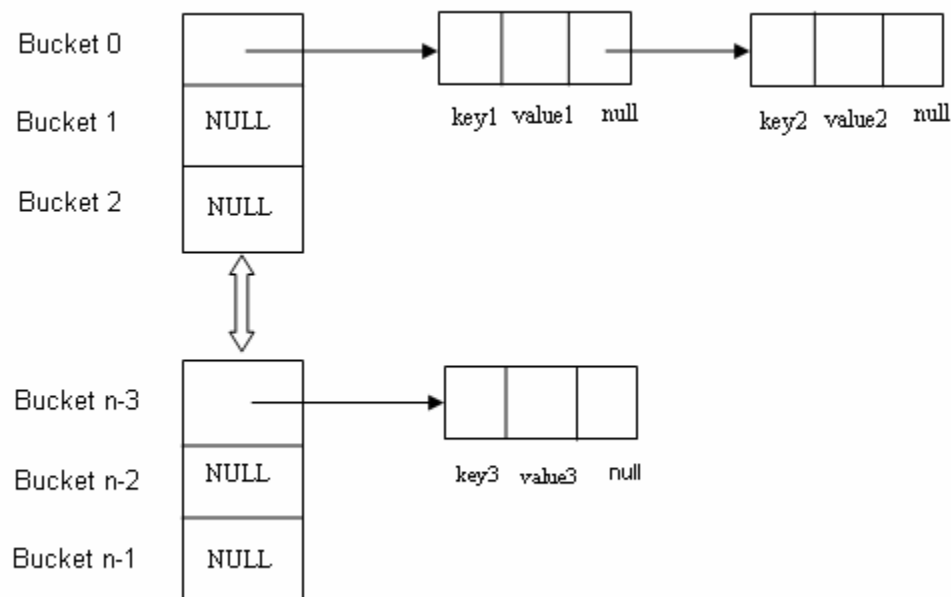 Bucket 0
Bucket 1
NULL
key1 value1 null
key2 value2 null
Bucket 2
NULL
Bucket n-3
Bucket n-2
NULL
key3 value3 null
Bucket n-1
NULL